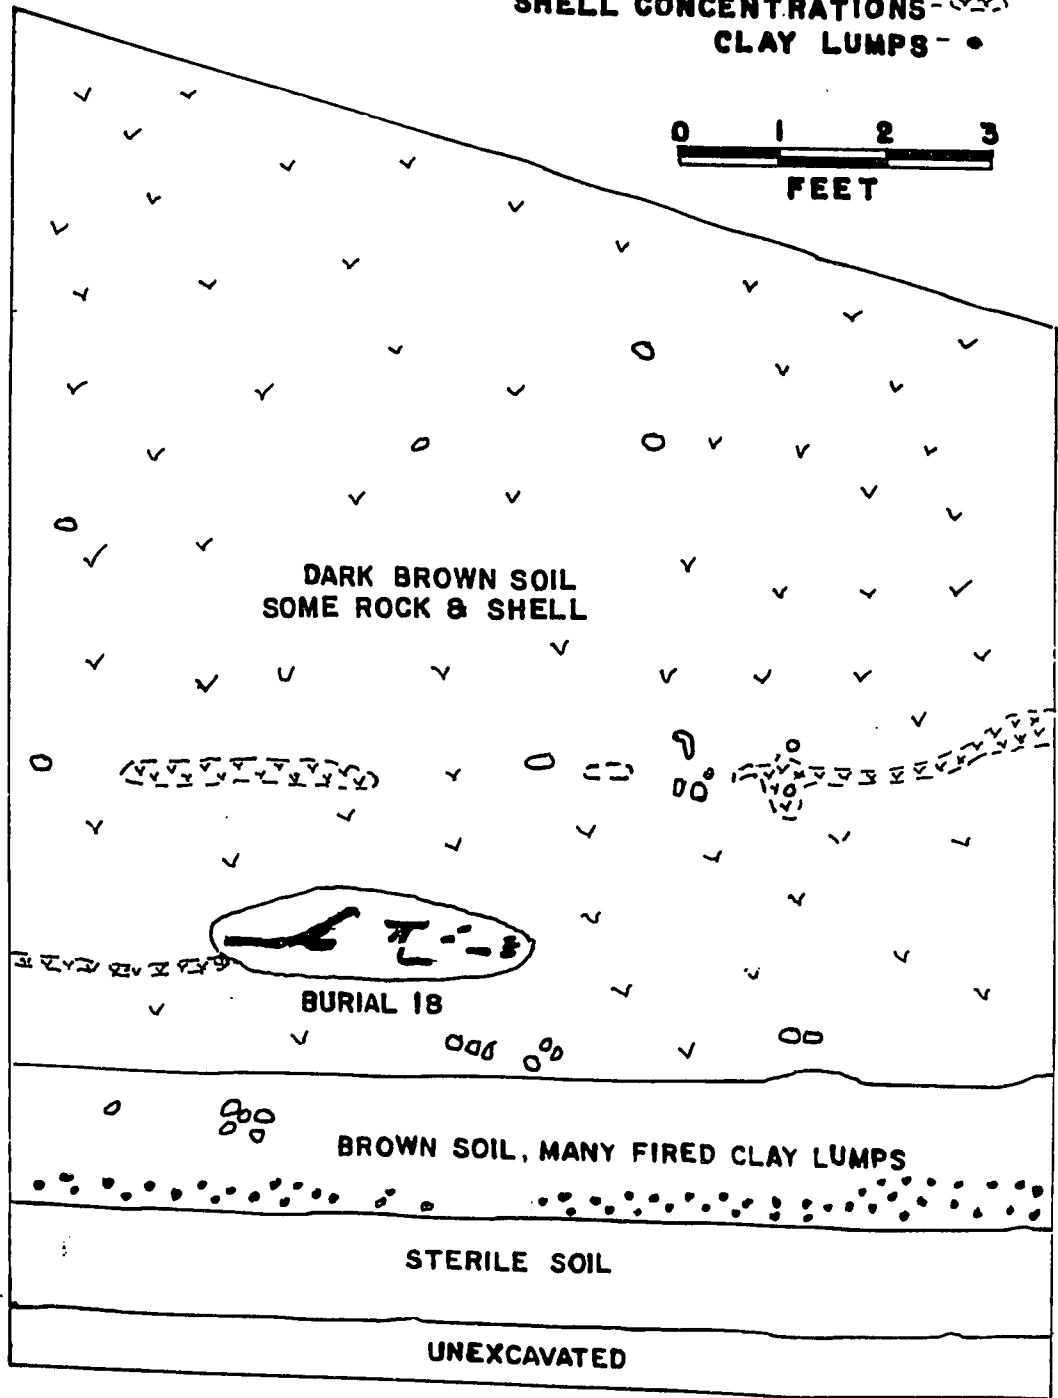 SHELL CONCENTRATIONS-
CLAY LUMPS-
0 1 2 3
FEET
DARK BROWN SOIL
SOME ROCK & SHELL
BURIAL 18
BROWN SOIL, MANY FIRED CLAY LUMPS
STERILE SOIL
UNEXCAVATED